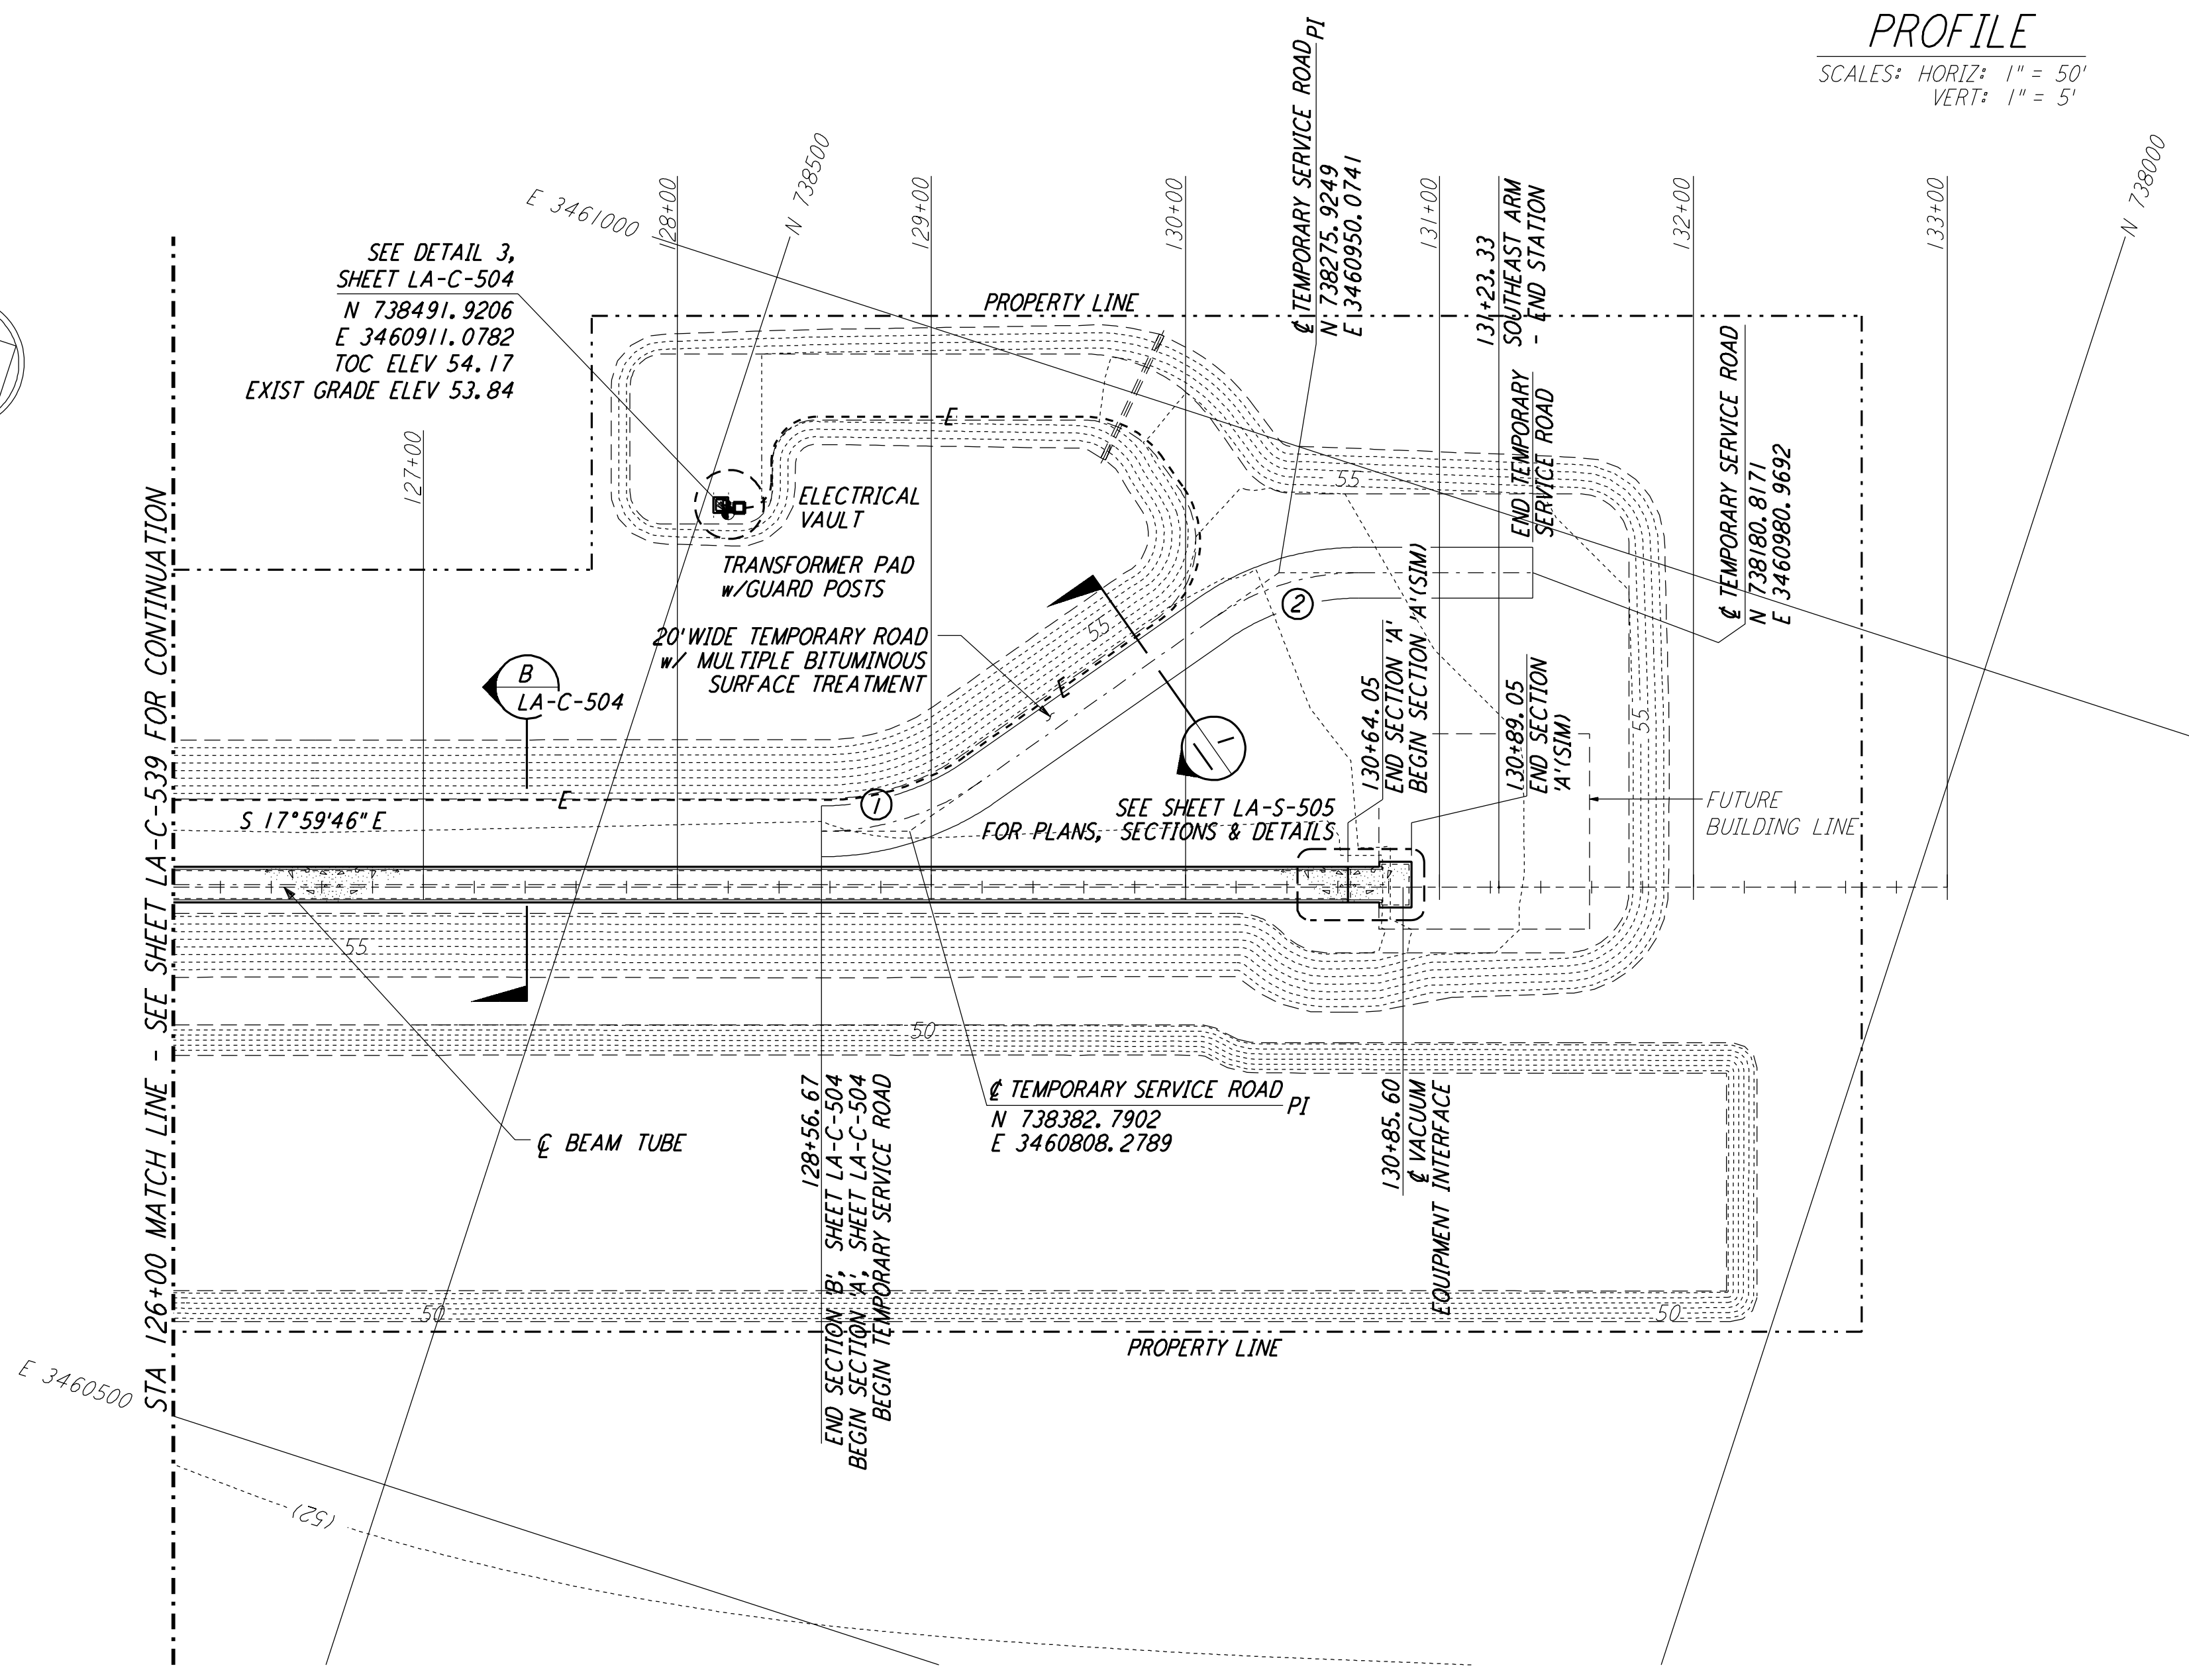 PROFILE
SCALES: HORIZ: 1" = 50'
VERT: 1" = 5'
℄ TEMPORARY SERVICE ROAD PI
N 738275.9249
E 3460950.0741
N 738500
E 3461000
N 738000
128+00
129+00
130+00
131+00
131+23.33
SOUTHEAST ARM
- END STATION
132+00
133+00
SEE DETAIL 3,
SHEET LA-C-504
N 738491.9206
E 3460911.0782
TOC ELEV 54.17
EXIST GRADE ELEV 53.84
PROPERTY LINE
END TEMPORARY
SERVICE ROAD
℄ TEMPORARY SERVICE ROAD
N 738180.8171
E 3460980.9692
127+00
E
ELECTRICAL
VAULT
55
TRANSFORMER PAD
w/GUARD POSTS
2
20' WIDE TEMPORARY ROAD
w/ MULTIPLE BITUMINOUS
SURFACE TREATMENT
55
E
B
LA-C-504
130+64.05
END SECTION 'A'
BEGIN SECTION 'A'(SIM)
130+89.05
END SECTION
'A'(SIM)
55
FUTURE
BUILDING LINE
E
1
S 17°59'46" E
SEE SHEET LA-S-505
FOR PLANS, SECTIONS & DETAILS
STA 126+00 MATCH LINE - SEE SHEET LA-C-539 FOR CONTINUATION
55
50
℄ BEAM TUBE
128+56.67
END SECTION 'B', SHEET LA-C-504
BEGIN SECTION 'A', SHEET LA-C-504
BEGIN TEMPORARY SERVICE ROAD
℄ TEMPORARY SERVICE ROAD PI
N 738382.7902
E 3460808.2789
130+85.60
℄ VACUUM
EQUIPMENT INTERFACE
50
50
PROPERTY LINE
E 3460500
(52)